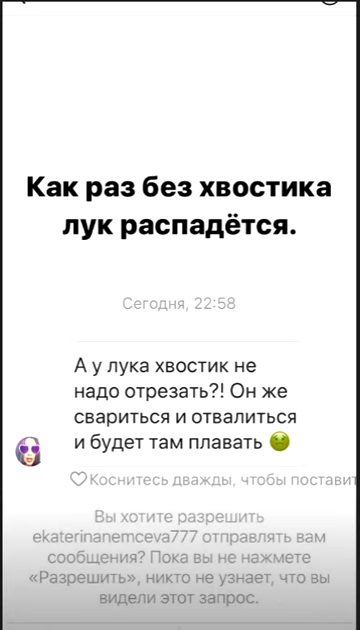 Как раз без хвостика
лук распадётся.
Сегодня, 22:58
А у лука хвостик не
надо отрезать?! Он же
свариться и отвалиться
и будет там плавать 🤢
Коснитесь дважды, чтобы поставит
Вы хотите разрешить
ekaterinanemceva777 отправлять вам
сообщения? Пока вы не нажмете
«Разрешить», никто не узнает, что вы
видели этот запрос.